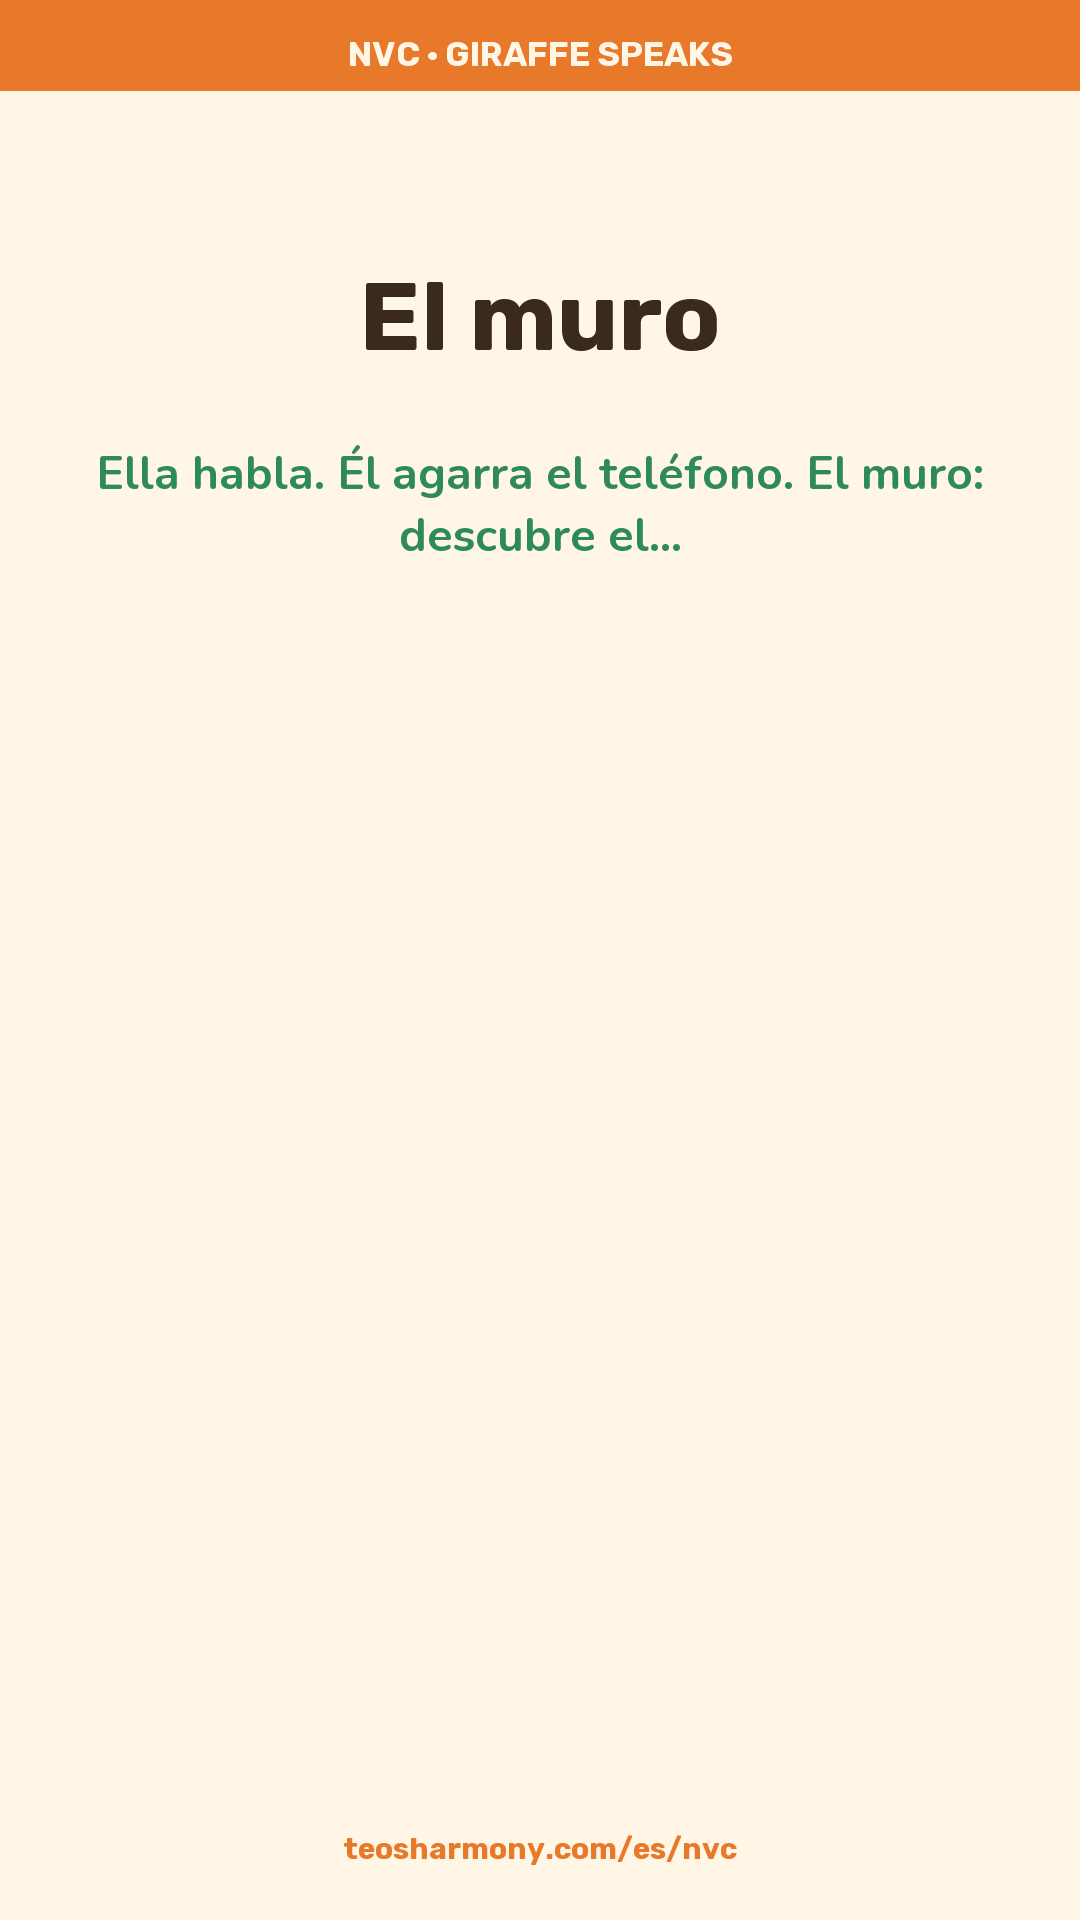 NVC • GIRAFFE SPEAKS
El muro
Ella habla. Él agarra el teléfono. El muro:
descubre el...
teosharmony.com/es/nvc